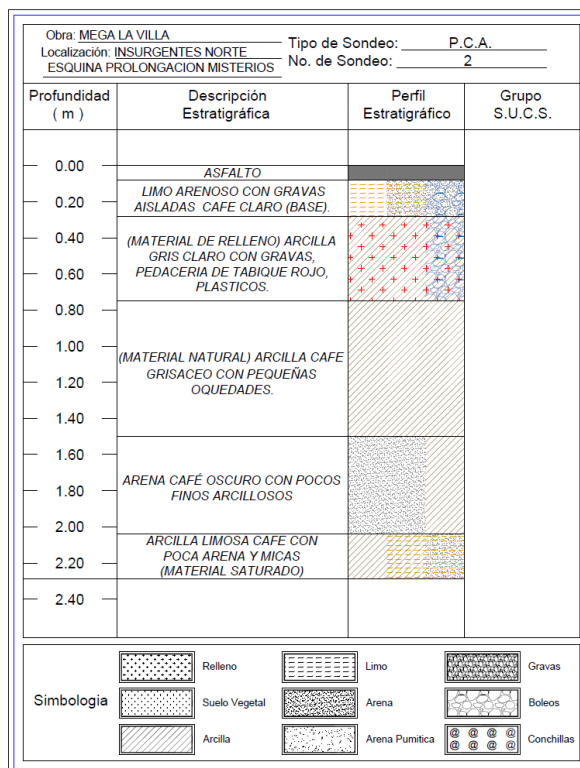 Obra: MEGA LA VILLA
Localización: INSURGENTES NORTE
ESQUINA PROLONGACION MISTERIOS
Tipo de Sondeo: P.C.A.
No. de Sondeo: 2
Profundidad
( m )
Descripción
Estratigráfica
Perfil
Estratigráfico
Grupo
S.U.C.S.
0.00
ASFALTO
0.20
LIMO ARENOSO CON GRAVAS
AISLADAS CAFE CLARO (BASE).
0.40
0.60
(MATERIAL DE RELLENO) ARCILLA
GRIS CLARO CON GRAVAS,
PEDACERIA DE TABIQUE ROJO,
PLASTICOS.
0.80
1.00
1.20
1.40
(MATERIAL NATURAL) ARCILLA CAFE
GRISACEO CON PEQUEÑAS
OQUEDADES.
1.60
1.80
2.00
ARENA CAFÉ OSCURO CON POCOS
FINOS ARCILLOSOS
2.20
ARCILLA LIMOSA CAFE CON
POCA ARENA Y MICAS
(MATERIAL SATURADO)
2.40
Simbologia
Relleno
Limo
Gravas
Suelo Vegetal
Arena
Boleos
Arcilla
Arena Pumitica
Conchillas